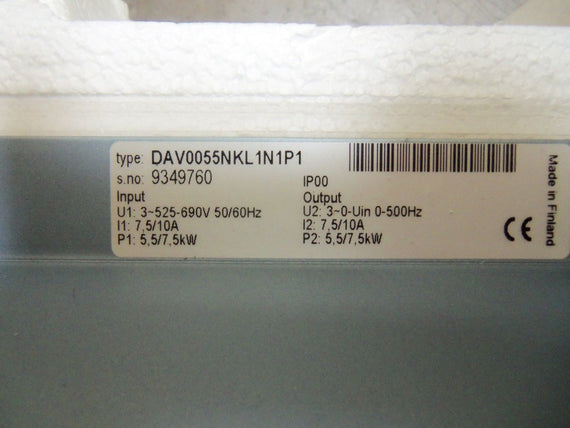 type: DAV0055NKL1N1P1
s.no: 9349760
Input
U1: 3~525-690V 50/60Hz
I1: 7,5/10A
P1: 5,5/7,5kW
IP00
Output
U2: 3~0-Uin 0-500Hz
I2: 7,5/10A
P2: 5,5/7,5kW
CE
Made in Finland